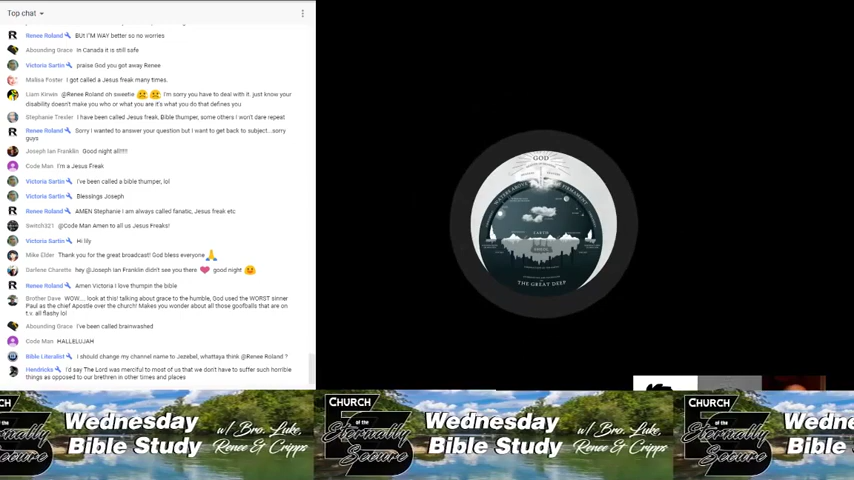 Top chat
Renee Roland BUT I'M WAY better so no worries
Abounding Grace In Canada it is still safe
Victoria Sartin praise God you got away Renee
Malisa Foster I got called a Jesus freak many times.
Liam Kirwin @Renee Roland oh sweetie I'm sorry you have to deal with it. just know your
disability doesn't make you who or what you are it's what you do that defines you
Stephanie Trexler I have been called Jesus freak, Bible thumper, some others I won't dare repeat
Renee Roland Sorry i wanted to answer your question but I want to get back to subject...sorry
guys
Joseph Ian Franklin Good night all!!!!!
Code Man I'm a Jesus Freak
Victoria Sartin I've been called a bible thumper, lol
Victoria Sartin Blessings Joseph
Renee Roland AMEN Stephanie I am always called fanatic, Jesus freak etc
Switch321 @Code Man Amen to all us Jesus Freaks!
Victoria Sartin Hi lily
Mike Elder Thank you for the great broadcast! God bless everyone
Darlene Charette hey @Joseph Ian Franklin didn't see you there good night
Renee Roland Amen Victoria I love thumpin the bible
Brother Dave WOW.... look at this! talking about grace to the humble, God used the WORST sinner
Paul as the chief Apostle over the church! Makes you wonder about all those goofballs that are on
t.v. all flashy lol
Abounding Grace I've been called brainwashed
Code Man HALLELUJAH
Bible Literalist I should change my channel name to Jezebel, whattaya think @Renee Roland ?
Hendricks I'd say The Lord was merciful to most of us that we don't have to suffer such horrible
things as opposed to our brethren in other times and places
GOD
WATERS ABOVE FIRMAMENT
EARTH
SHEOL
THE GREAT DEEP
CHURCH
of the
Eternally
Secure
Wednesday
Bible Study
w/ Bro. Luke,
Renee & Cripps
CHURCH
of the
Eternally
Secure
Wednesday
Bible Study
w/ Bro. Luke,
Renee & Cripps
CHURCH
of the
Eternally
Secure
Wedne
Bible S